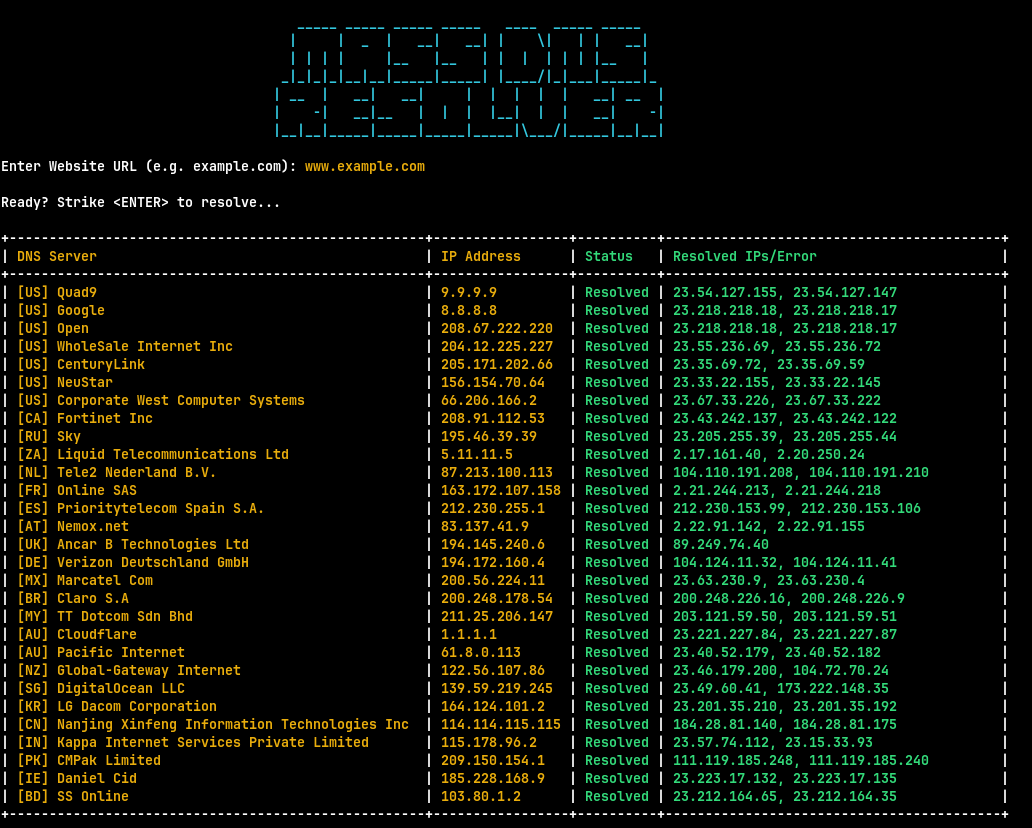 MASS DNS
RESOLVER
Enter Website URL (e.g. example.com): www.example.com
Ready? Strike <ENTER> to resolve...
| DNS Server | IP Address | Status | Resolved IPs/Error |
| [US] Quad9 | 9.9.9.9 | Resolved | 23.54.127.155, 23.54.127.147 |
| [US] Google | 8.8.8.8 | Resolved | 23.218.218.18, 23.218.218.17 |
| [US] Open | 208.67.222.220 | Resolved | 23.218.218.18, 23.218.218.17 |
| [US] WholeSale Internet Inc | 204.12.225.227 | Resolved | 23.55.236.69, 23.55.236.72 |
| [US] CenturyLink | 205.171.202.66 | Resolved | 23.35.69.72, 23.35.69.59 |
| [US] NeuStar | 156.154.70.64 | Resolved | 23.33.22.155, 23.33.22.145 |
| [US] Corporate West Computer Systems | 66.206.166.2 | Resolved | 23.67.33.226, 23.67.33.222 |
| [CA] Fortinet Inc | 208.91.112.53 | Resolved | 23.43.242.137, 23.43.242.122 |
| [RU] Sky | 195.46.39.39 | Resolved | 23.205.255.39, 23.205.255.44 |
| [ZA] Liquid Telecommunications Ltd | 5.11.11.5 | Resolved | 2.17.161.40, 2.20.250.24 |
| [NL] Tele2 Nederland B.V. | 87.213.100.113 | Resolved | 104.110.191.208, 104.110.191.210 |
| [FR] Online SAS | 163.172.107.158 | Resolved | 2.21.244.213, 2.21.244.218 |
| [ES] Prioritytelecom Spain S.A. | 212.230.255.1 | Resolved | 212.230.153.99, 212.230.153.106 |
| [AT] Nemox.net | 83.137.41.9 | Resolved | 2.22.91.142, 2.22.91.155 |
| [UK] Ancar B Technologies Ltd | 194.145.240.6 | Resolved | 89.249.74.40 |
| [DE] Verizon Deutschland GmbH | 194.172.160.4 | Resolved | 104.124.11.32, 104.124.11.41 |
| [MX] Marcatel Com | 200.56.224.11 | Resolved | 23.63.230.9, 23.63.230.4 |
| [BR] Claro S.A | 200.248.178.54 | Resolved | 200.248.226.16, 200.248.226.9 |
| [MY] TT Dotcom Sdn Bhd | 211.25.206.147 | Resolved | 203.121.59.50, 203.121.59.51 |
| [AU] Cloudflare | 1.1.1.1 | Resolved | 23.221.227.84, 23.221.227.87 |
| [AU] Pacific Internet | 61.8.0.113 | Resolved | 23.40.52.179, 23.40.52.182 |
| [NZ] Global-Gateway Internet | 122.56.107.86 | Resolved | 23.46.179.200, 104.72.70.24 |
| [SG] DigitalOcean LLC | 139.59.219.245 | Resolved | 23.49.60.41, 173.222.148.35 |
| [KR] LG Dacom Corporation | 164.124.101.2 | Resolved | 23.201.35.210, 23.201.35.192 |
| [CN] Nanjing Xinfeng Information Technologies Inc | 114.114.115.115 | Resolved | 184.28.81.140, 184.28.81.175 |
| [IN] Kappa Internet Services Private Limited | 115.178.96.2 | Resolved | 23.57.74.112, 23.15.33.93 |
| [PK] CMPak Limited | 209.150.154.1 | Resolved | 111.119.185.248, 111.119.185.240 |
| [IE] Daniel Cid | 185.228.168.9 | Resolved | 23.223.17.132, 23.223.17.135 |
| [BD] SS Online | 103.80.1.2 | Resolved | 23.212.164.65, 23.212.164.35 |